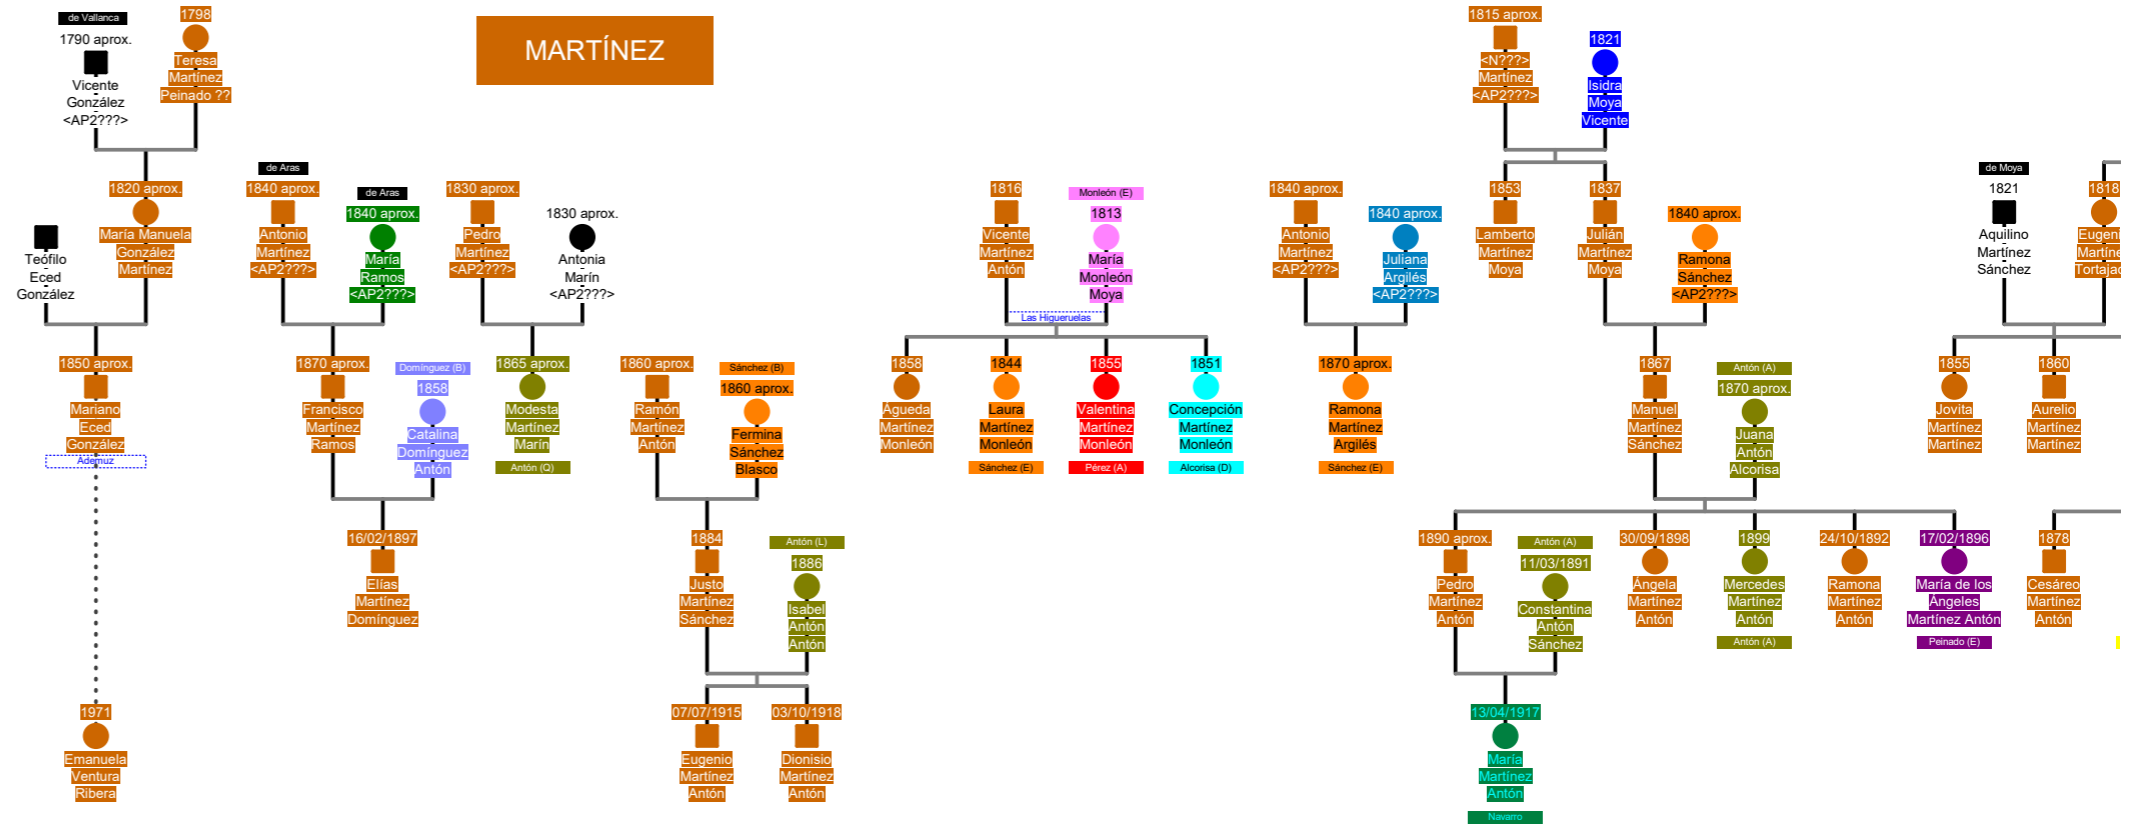 MARTÍNEZ
de Vallanca
1790 aprox.
Vicente
González
<AP2???>
1798
Teresa
Martínez
Peinado ??
1815 aprox.
<N???>
Martínez
<AP2???>
1821
Isidra
Moya
Vicente
Teófilo
Eced
González
1820 aprox.
María Manuela
González
Martínez
de Aras
1840 aprox.
Antonio
Martínez
<AP2???>
de Aras
1840 aprox.
María
Ramos
<AP2???>
1830 aprox.
Pedro
Martínez
<AP2???>
1830 aprox.
Antonia
Marín
<AP2???>
1816
Vicente
Martínez
Antón
Monleón (E)
1813
María
Monleón
Moya
Las Higueruelas
1840 aprox.
Antonio
Martínez
<AP2???>
1840 aprox.
Juliana
Argilés
<AP2???>
1853
Lamberto
Martínez
Moya
1837
Julián
Martínez
Moya
1840 aprox.
Ramona
Sánchez
<AP2???>
de Moya
1821
Aquilino
Martínez
Sánchez
1818
Eugeni
Martíne
Tortajad
1850 aprox.
Mariano
Eced
González
Ademuz
1870 aprox.
Francisco
Martínez
Ramos
Domínguez (B)
1858
Catalina
Domínguez
Antón
1865 aprox.
Modesta
Martínez
Marín
Antón (Q)
1860 aprox.
Ramón
Martínez
Antón
Sánchez (B)
1860 aprox.
Fermina
Sánchez
Blasco
1858
Águeda
Martínez
Monleón
1844
Laura
Martínez
Monleón
Sánchez (E)
1855
Valentina
Martínez
Monleón
Pérez (A)
1851
Concepción
Martínez
Monleón
Alcorisa (D)
1870 aprox.
Ramona
Martínez
Argilés
Sánchez (E)
1867
Manuel
Martínez
Sánchez
Antón (A)
1870 aprox.
Juana
Antón
Alcorisa
1855
Jovita
Martínez
Martínez
1860
Aurelio
Martínez
Martínez
16/02/1897
Elías
Martínez
Domínguez
1884
Justo
Martínez
Sánchez
Antón (L)
1886
Isabel
Antón
Antón
1890 aprox.
Pedro
Martínez
Antón
Antón (A)
11/03/1891
Constantina
Antón
Sánchez
30/09/1898
Ángela
Martínez
Antón
1899
Mercedes
Martínez
Antón
Antón (A)
24/10/1892
Ramona
Martínez
Antón
17/02/1896
María de los
Ángeles
Martínez Antón
Peinado (E)
1878
Cesáreo
Martínez
Antón
1971
Emanuela
Ventura
Ribera
07/07/1915
Eugenio
Martínez
Antón
03/10/1918
Dionisio
Martínez
Antón
13/04/1917
María
Martínez
Antón
Navarro